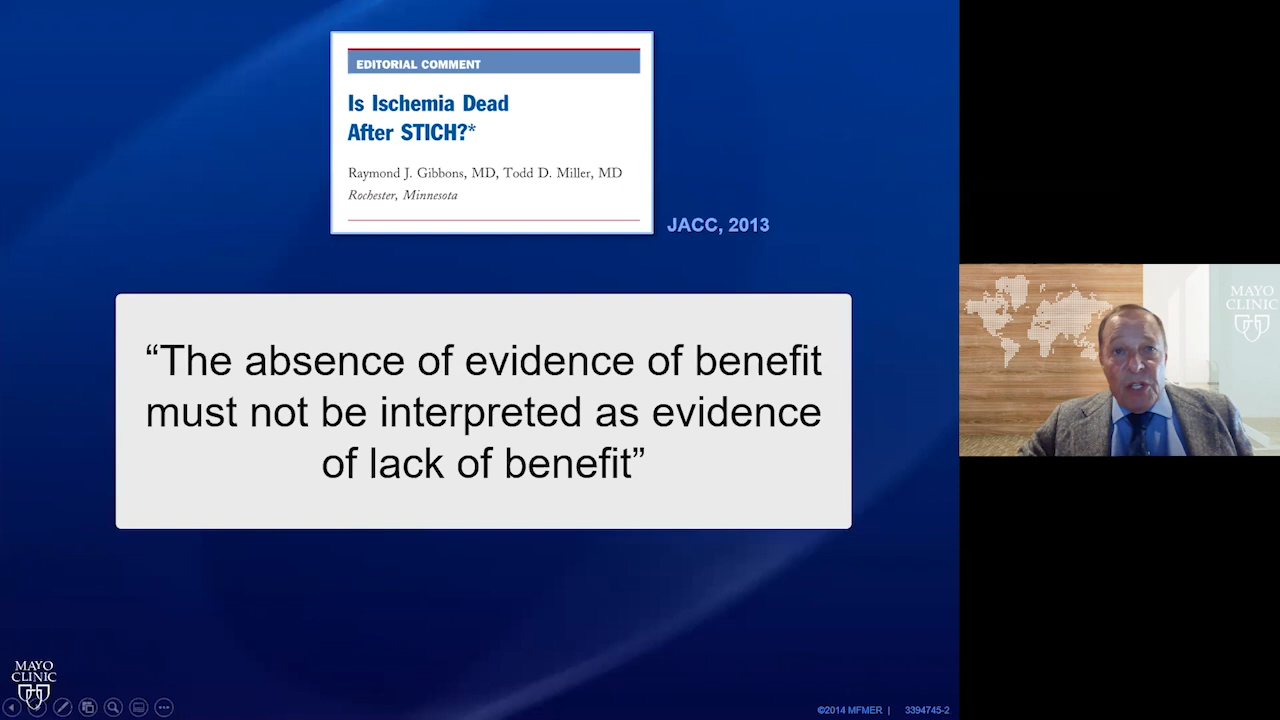 EDITORIAL COMMENT
Is Ischemia Dead
After STICH?*
Raymond J. Gibbons, MD, Todd D. Miller, MD
Rochester, Minnesota
JACC, 2013
“The absence of evidence of benefit
must not be interpreted as evidence
of lack of benefit”
MAYO
CLINIC
MAYO
CLINIC
©2014 MFMER | 3394745-2